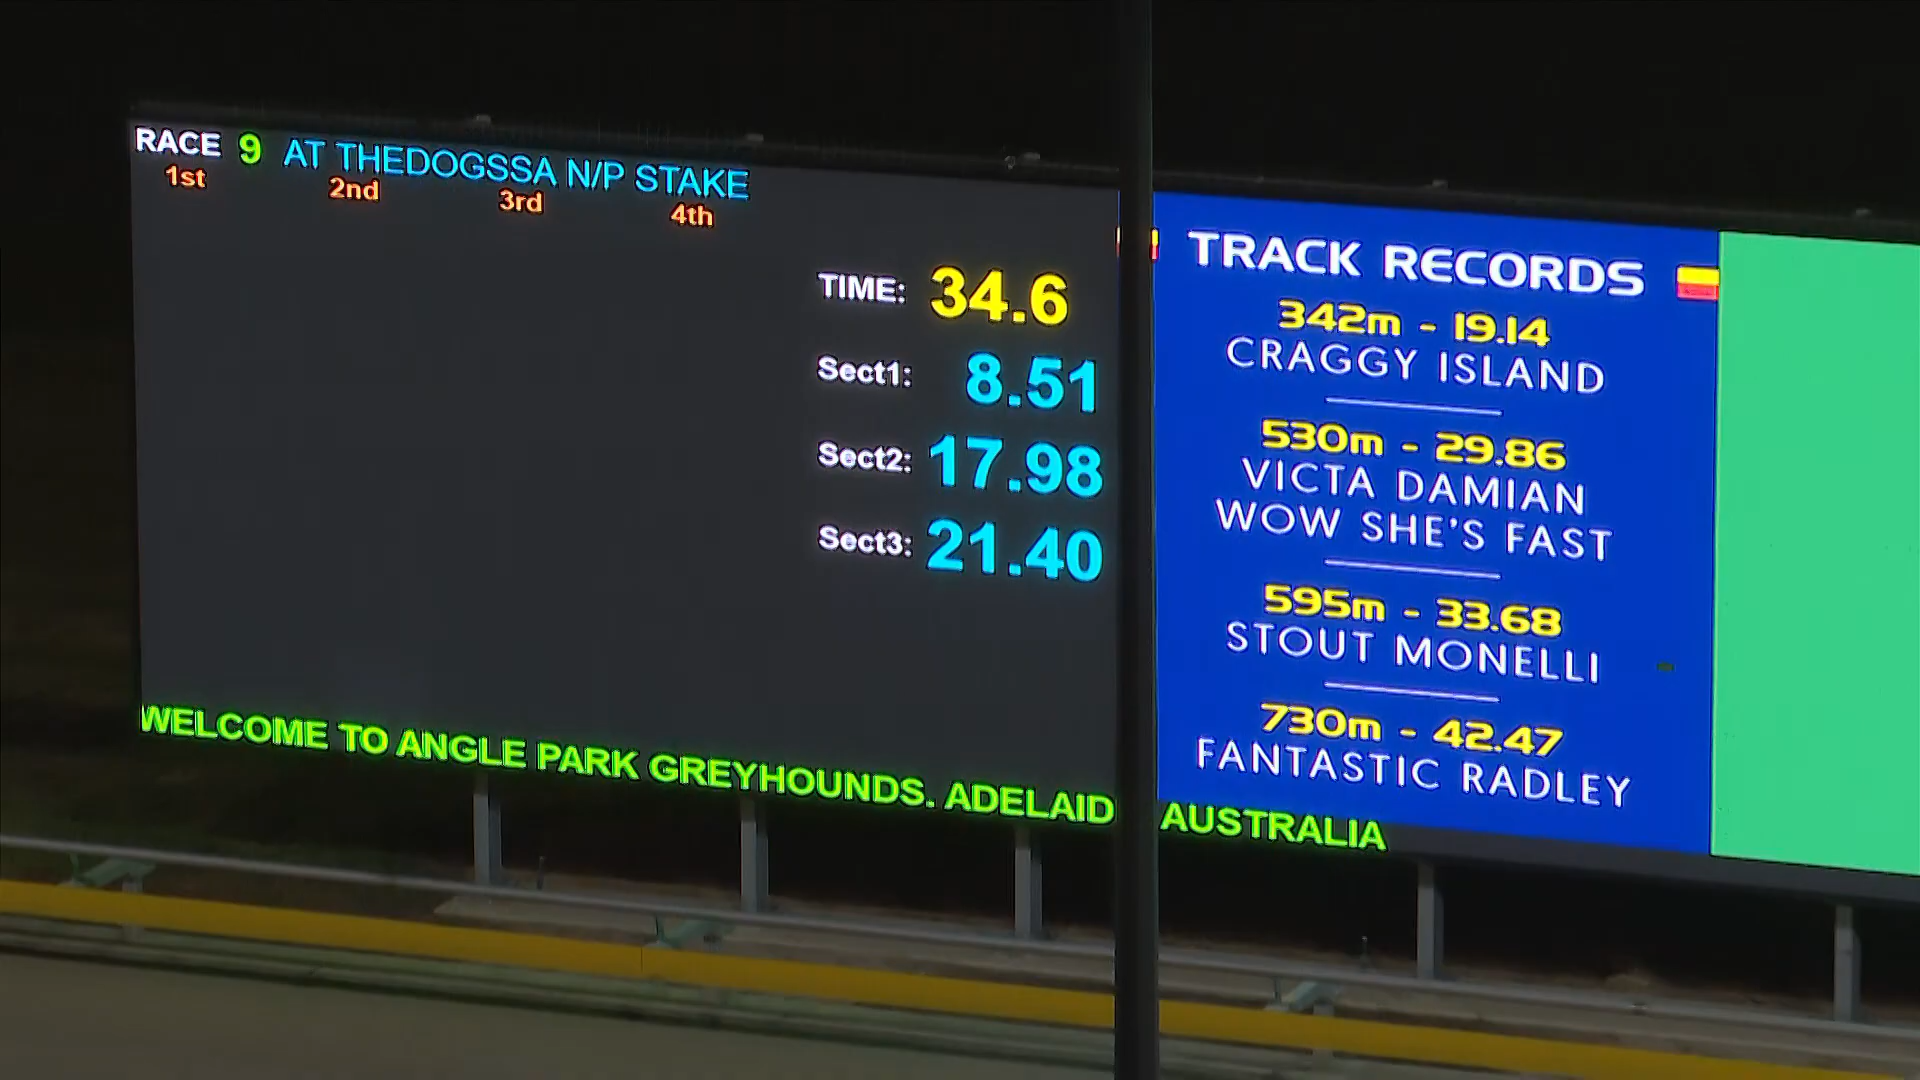 RACE 9 AT THEDOGSSA N/P STAKE
1st 2nd 3rd 4th
TIME: 34.6
Sect1: 8.51
Sect2: 17.98
Sect3: 21.40
TRACK RECORDS
342m - 19.14
CRAGGY ISLAND
530m - 29.86
VICTA DAMIAN
WOW SHE'S FAST
595m - 33.68
STOUT MONELLI
730m - 42.47
FANTASTIC RADLEY
WELCOME TO ANGLE PARK GREYHOUNDS. ADELAID AUSTRALIA